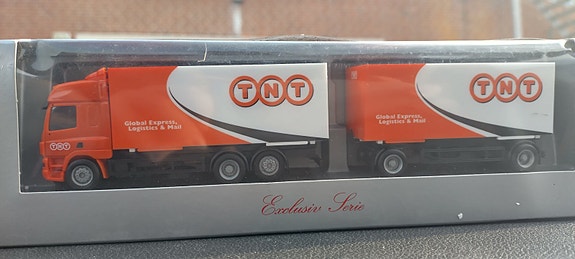 TNT
Global Express,
Logistics & Mail
TNT
TNT
Global Express,
Logistics & Mail
Exclusiv Serie